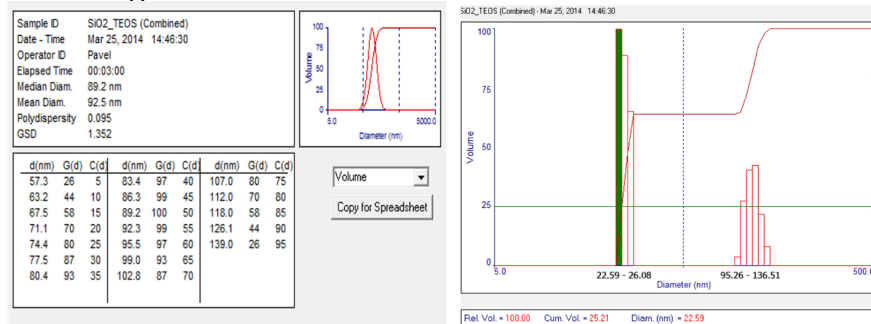 Sample ID SiO2_TEOS (Combined)
Date - Time Mar 25, 2014 14:46:30
Operator ID Pavel
Elapsed Time 00:03:00
Median Diam. 89.2 nm
Mean Diam. 92.5 nm
Polydispersity 0.095
GSD 1.352
100
75
50
25
0
Volume
5.0 5000.0
Diameter (nm)
d(nm) G(d) C(d) d(nm) G(d) C(d) d(nm) G(d) C(d)
57.3 26 5 83.4 97 40 107.0 80 75
63.2 44 10 86.3 99 45 112.0 70 80
67.5 58 15 89.2 100 50 118.0 58 85
71.1 70 20 92.3 99 55 126.1 44 90
74.4 80 25 95.5 97 60 139.0 26 95
77.5 87 30 99.0 93 65
80.4 93 35 102.8 87 70
Volume
Copy for Spreadsheet
SiO2_TEOS (Combined) - Mar 25, 2014 14:46:30
100
75
50
25
0
Volume
5.0 22.59 - 26.08 95.26 - 136.51 500.
Diameter (nm)
Rel. Vol. = 100.00 Cum. Vol. = 25.21 Diam. (nm) = 22.59